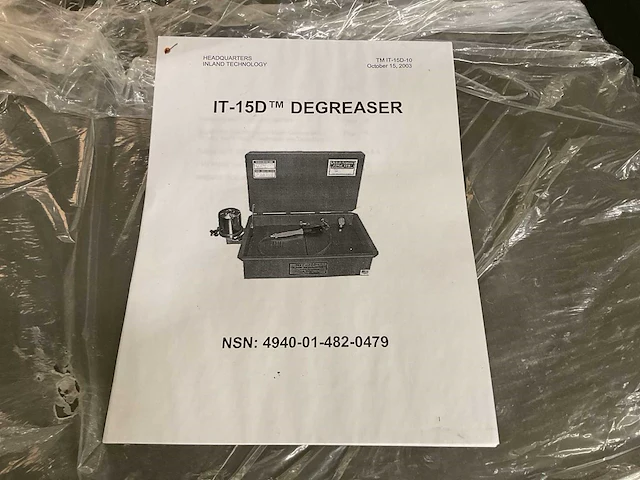 HEADQUARTERS
INLAND TECHNOLOGY
TM IT-15D-10
October 15, 2003
IT-15D™ DEGREASER
NSN: 4940-01-482-0479